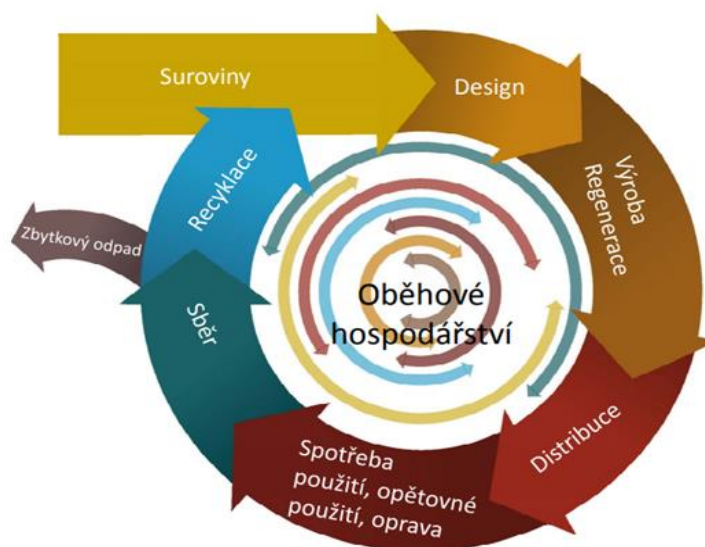 Suroviny
Design
Výroba
Regenerace
Distribuce
Spotřeba
použití, opětovné
použití, oprava
Sběr
Zbytkový odpad
Recyklace
Oběhové
hospodářství